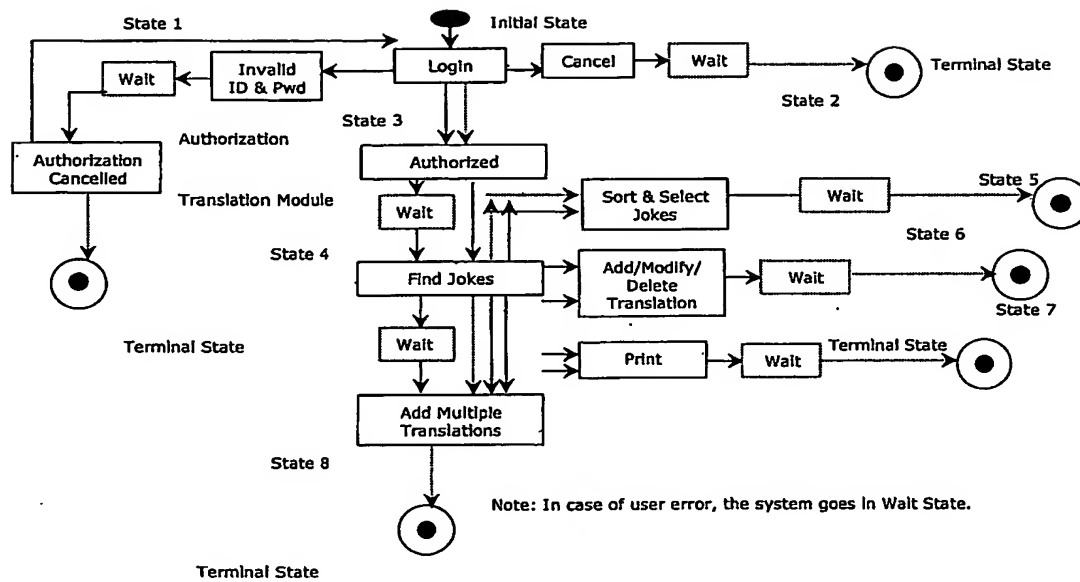 State 1
Initial State
Login
Cancel
Wait
Terminal State
State 2
Invalid
ID & Pwd
Wait
Authorization
Cancelled
Authorization
State 3
Authorized
Translation Module
Wait
Sort & Select
Jokes
Wait
State 5
State 6
State 4
Find Jokes
Add/Modify/
Delete
Translation
Wait
State 7
Terminal State
Wait
Print
Wait
Terminal State
Add Multiple
Translations
State 8
Note: In case of user error, the system goes in Wait State.
Terminal State